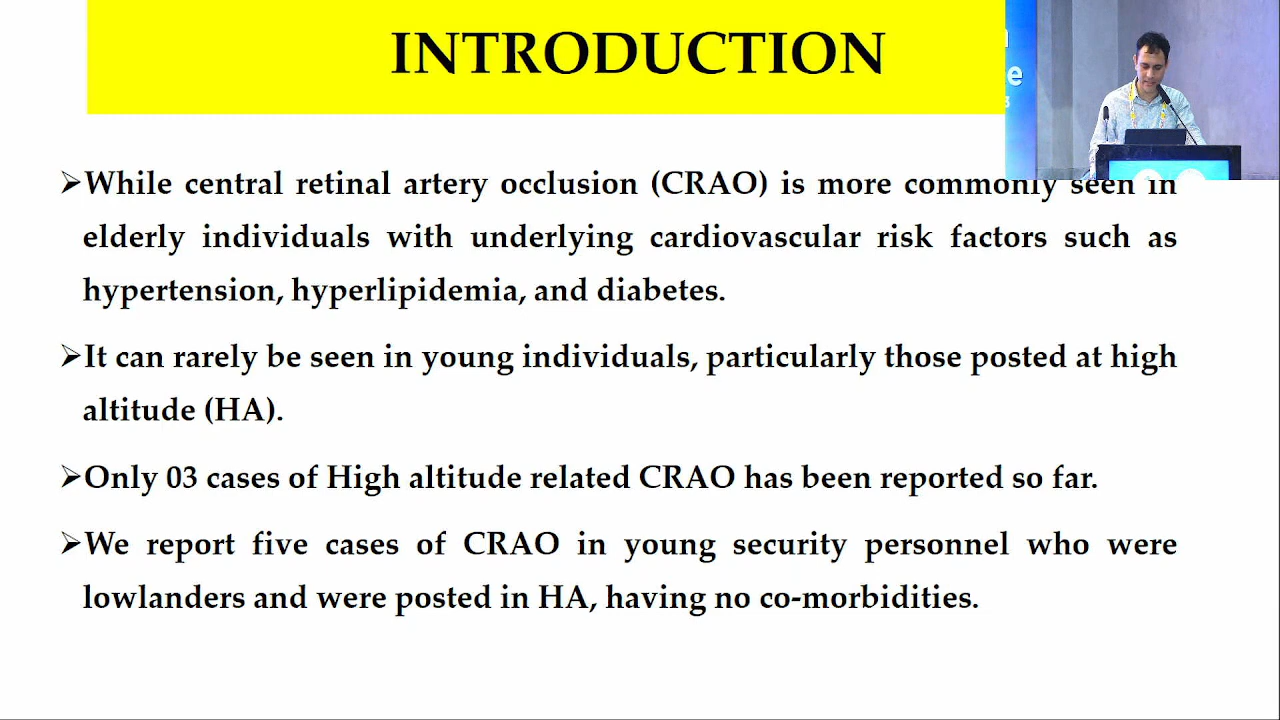 INTRODUCTION
➢While central retinal artery occlusion (CRAO) is more commonly seen in
elderly individuals with underlying cardiovascular risk factors such as
hypertension, hyperlipidemia, and diabetes.
➢It can rarely be seen in young individuals, particularly those posted at high
altitude (HA).
➢Only 03 cases of High altitude related CRAO has been reported so far.
➢We report five cases of CRAO in young security personnel who were
lowlanders and were posted in HA, having no co-morbidities.